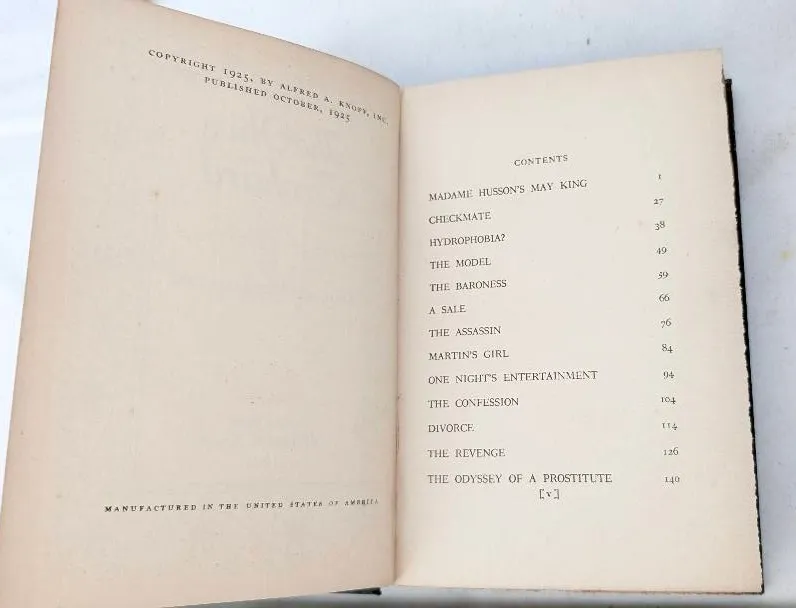 COPYRIGHT 1925, BY ALFRED A. KNOPF, INC.
PUBLISHED OCTOBER, 1925
MANUFACTURED IN THE UNITED STATES OF AMERICA
CONTENTS
MADAME HUSSON'S MAY KING 1
CHECKMATE 27
HYDROPHOBIA? 38
THE MODEL 49
THE BARONESS 59
A SALE 66
THE ASSASSIN 76
MARTIN'S GIRL 84
ONE NIGHT'S ENTERTAINMENT 94
THE CONFESSION 104
DIVORCE 114
THE REVENGE 126
THE ODYSSEY OF A PROSTITUTE 140
[v]